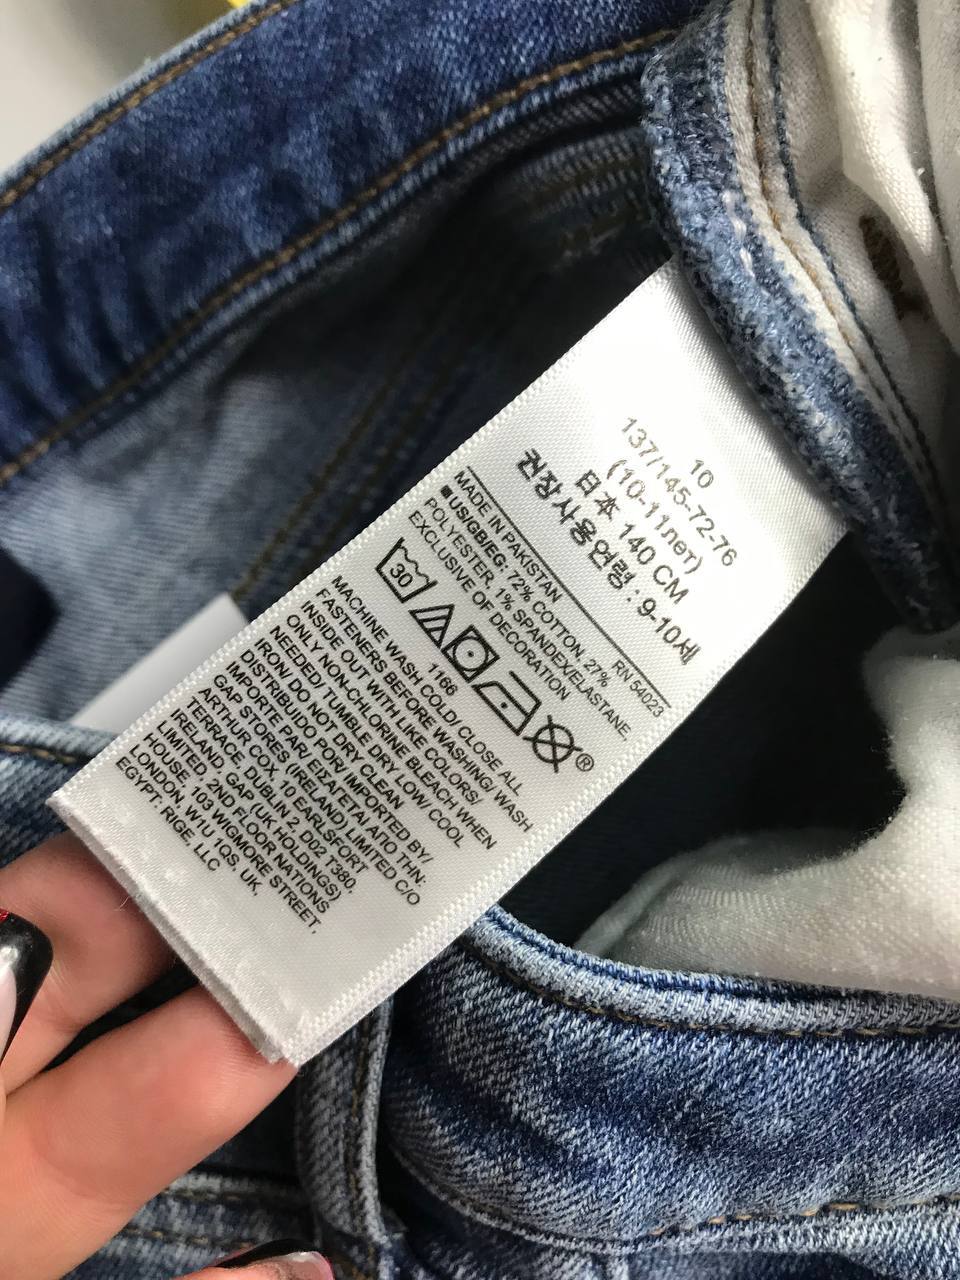 10
137/145-72-76
(10-11лет)
日本 140 CM
권장사용연령 : 9-10세
RN 54023
MADE IN PAKISTAN
■US/GB/EG: 72% COTTON, 27%
POLYESTER, 1% SPANDEX/ELASTANE.
EXCLUSIVE OF DECORATION
30
®
1.166
MACHINE WASH COLD/ CLOSE ALL
FASTENERS BEFORE WASHING/ WASH
INSIDE OUT WITH LIKE COLORS/
ONLY NON-CHLORINE BLEACH WHEN
NEEDED/ TUMBLE DRY LOW/ COOL
IRON/ DO NOT DRY CLEAN
DISTRIBUIDO POR/ IMPORTED BY/
IMPORTE PAR/ ΕΙΣΑΓΕΤΑΙ ΑΠΟ ΤΗΝ:
GAP STORES (IRELAND) LIMITED C/O
ARTHUR COX, 10 EARLSFORT
TERRACE, DUBLIN 2, D02 T380,
IRELAND. GAP (UK HOLDINGS)
LIMITED, 2ND FLOOR NATIONS
HOUSE, 103 WIGMORE STREET,
LONDON, W1U 1QS, UK,
EGYPT: RIGE, LLC